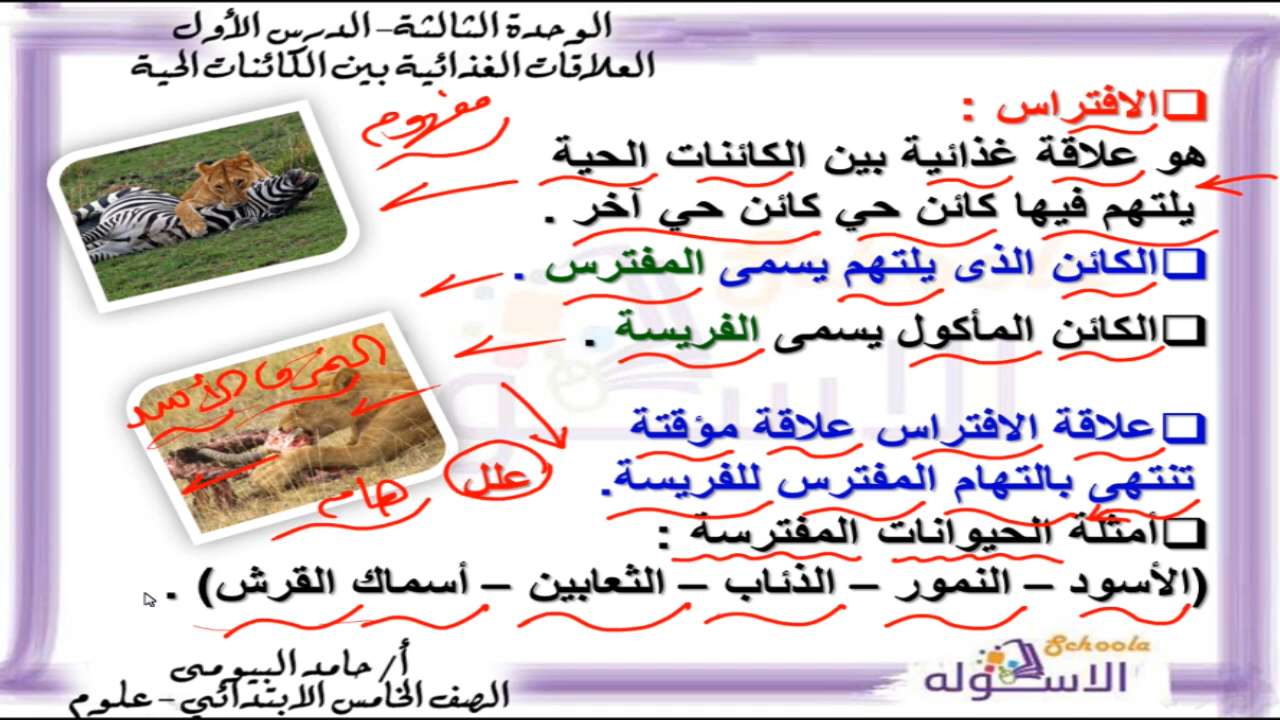 الوحدة الثالثة - الدرس الأول
العلاقات الغذائية بين الكائنات الحية
الافتراس :
مفهوم
هو علاقة غذائية بين الكائنات الحية
يلتهم فيها كائن حي كائن حي آخر .
الكائن الذى يلتهم يسمى المفترس .
الكائن المأكول يسمى الفريسة .
الأسد
علاقة الافتراس علاقة مؤقتة
علل
تنتهي بالتهام المفترس للفريسة.
هام
أمثلة الحيوانات المفترسة :
(الأسود – النمور – الذئاب – الثعابين – أسماك القرش) .
Schoola
الاسكوله
أ/ حامد البيومى
الصف الخامس الابتدائي - علوم